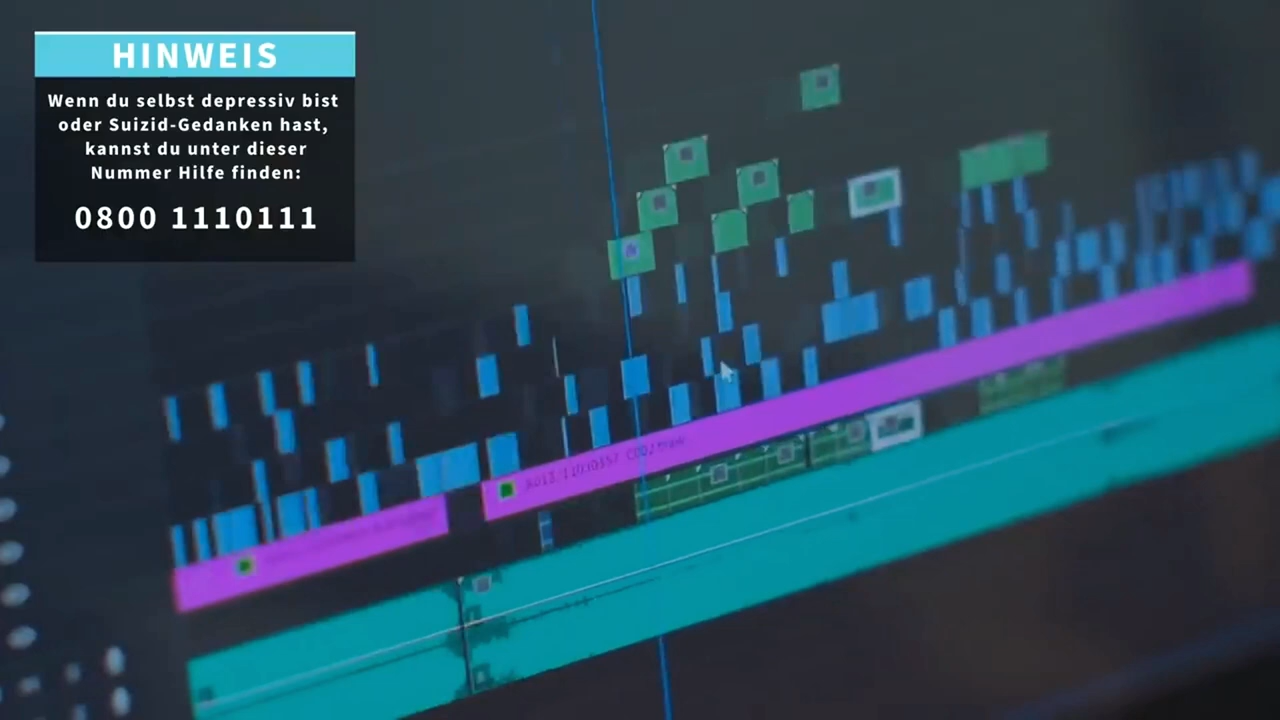 HINWEIS
Wenn du selbst depressiv bist
oder Suizid-Gedanken hast,
kannst du unter dieser
Nummer Hilfe finden:
0800 1110111